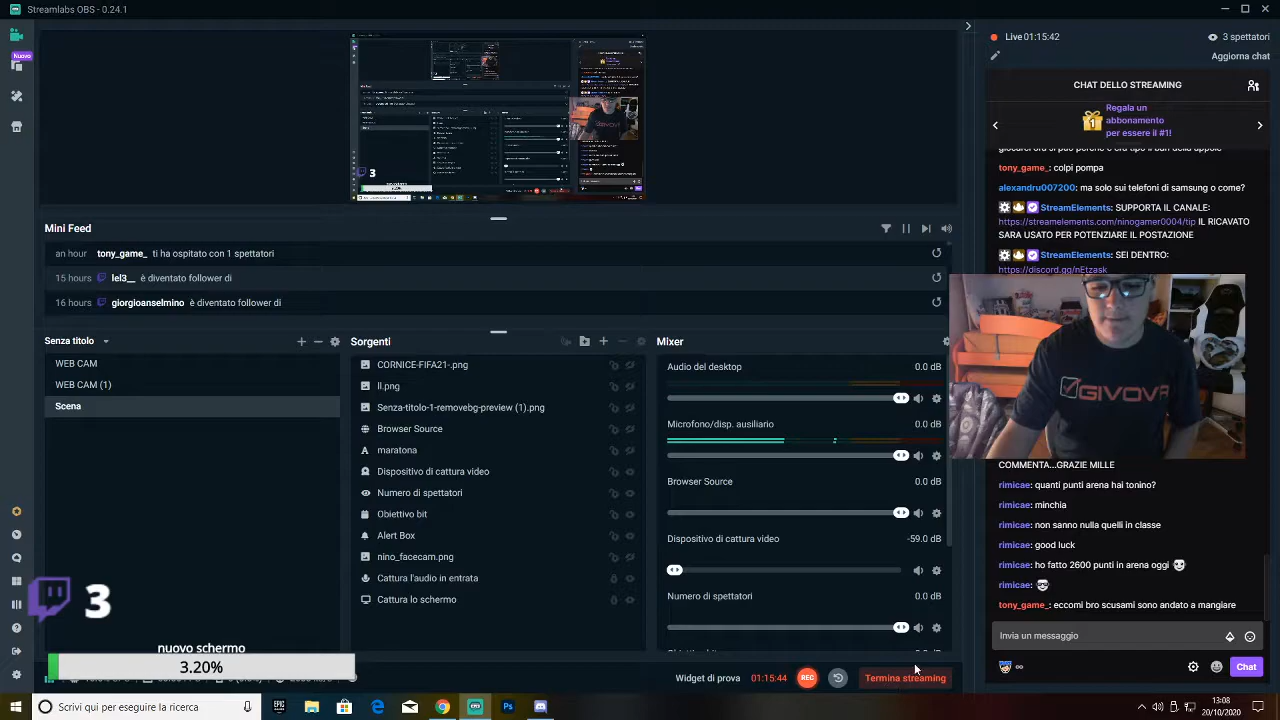 Streamlabs OBS - 0.24.1
Nuovo
3
Mini Feed
an hour tony_game_ ti ha ospitato con 1 spettatori
15 hours lel3__ è diventato follower di
16 hours giorgioanselmino è diventato follower di
Senza titolo
WEB CAM
WEB CAM (1)
Scena
Sorgenti
CORNICE-FIFA21-.png
ll.png
Senza-titolo-1-removebg-preview (1).png
Browser Source
maratona
Dispositivo di cattura video
Numero di spettatori
Obiettivo bit
Alert Box
nino_facecam.png
Cattura l'audio in entrata
Cattura lo schermo
Mixer
Audio del desktop 0.0 dB
Microfono/disp. ausiliario 0.0 dB
Browser Source 0.0 dB
Dispositivo di cattura video -59.0 dB
Numero di spettatori 0.0 dB
Live 01:15:42 3 spettatori
Aggiorna chat
CHAT DELLO STREAMING
Regala un
abbonamento
per essere il #1!
tony_game_: colpi pompa
alexandru007200: ma solo sui telefoni di samsung o come
StreamElements: SUPPORTA IL CANALE:
https://streamelements.com/ninogamer0004/tip IL RICAVATO
SARA USATO PER POTENZIARE IL POSTAZIONE
StreamElements: SEI DENTRO:
https://discord.gg/nEtzask
GIVOVA
COMMENTA...GRAZIE MILLE
rimicae: quanti punti arena hai tonino?
rimicae: minchia
rimicae: non sanno nulla quelli in classe
rimicae: good luck
rimicae: ho fatto 2600 punti in arena oggi
rimicae:
tony_game_: eccomi bro scusami sono andato a mangiare
Invia un messaggio
Chat
3
nuovo schermo
3.20%
Widget di prova 01:15:44 REC Termina streaming
Scrivi qui per eseguire la ricerca
EPIC
Ps
13:08
20/10/2020